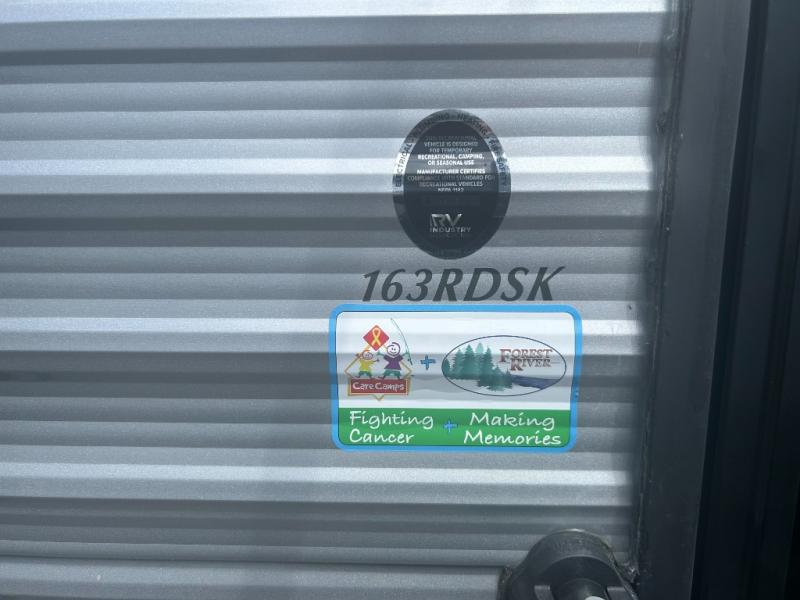 VEHICLE IS DESIGNED
FOR TEMPORARY
RECREATIONAL, CAMPING,
OR SEASONAL USE
MANUFACTURER CERTIFIES
COMPLIANCE WITH STANDARD FOR
RECREATIONAL VEHICLES
RV
INDUSTRY
163RDSK
Care Camps
+
FOREST
RIVER
Fighting + Making
Cancer Memories